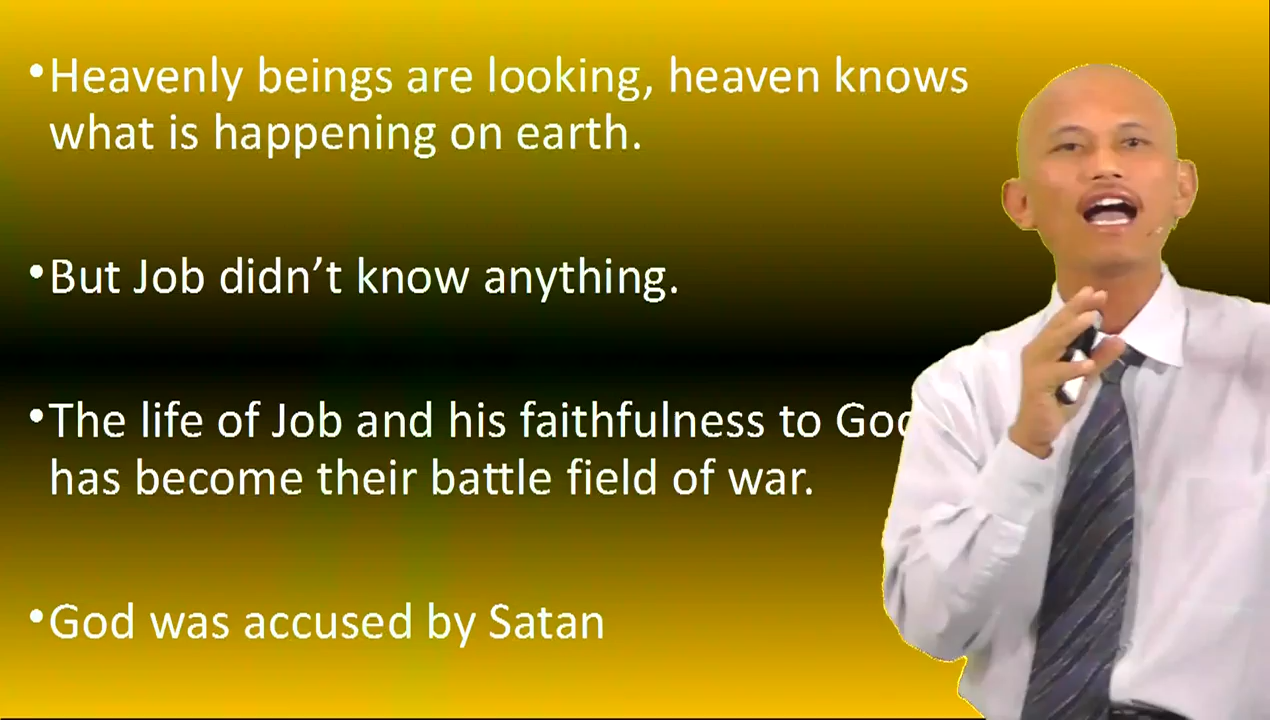 •Heavenly beings are looking, heaven knows
what is happening on earth.
•But Job didn’t know anything.
•The life of Job and his faithfulness to God
has become their battle field of war.
•God was accused by Satan